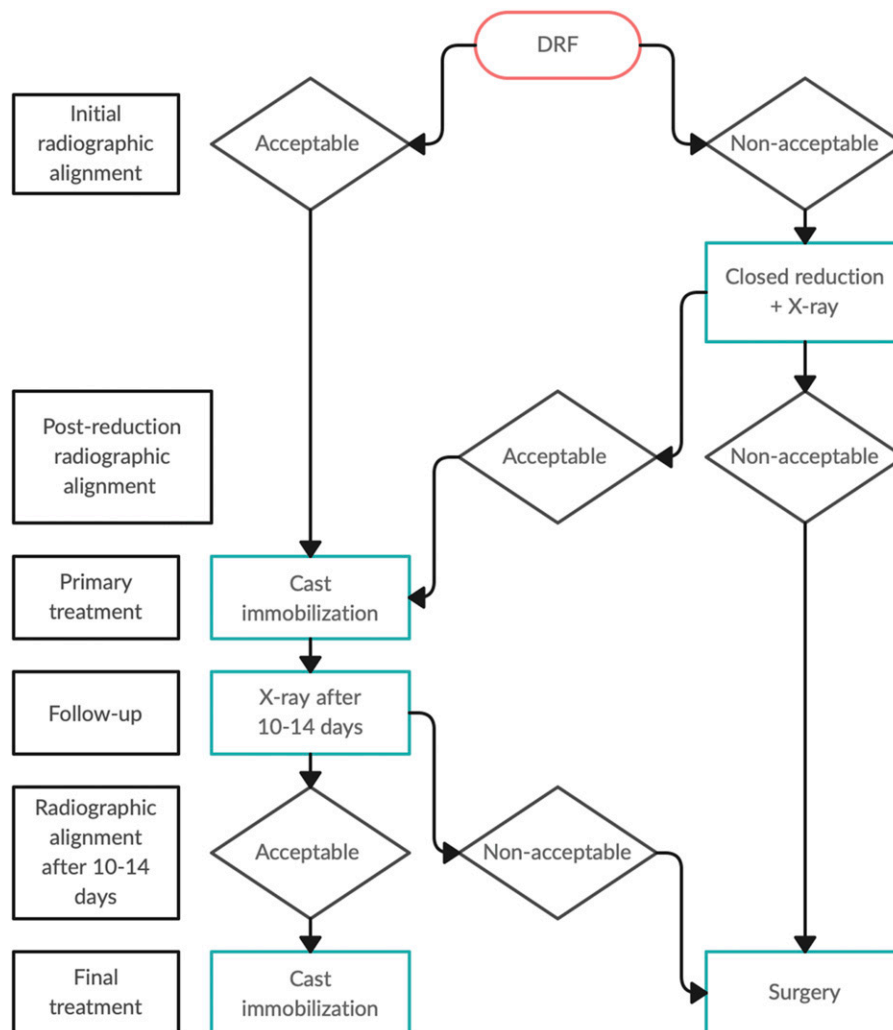 DRF
Initial
radiographic
alignment
Acceptable
Non-acceptable
Closed reduction
+ X-ray
Post-reduction
radiographic
alignment
Acceptable
Non-acceptable
Primary
treatment
Cast
immobilization
Follow-up
X-ray after
10-14 days
Radiographic
alignment
after 10-14
days
Acceptable
Non-acceptable
Final
treatment
Cast
immobilization
Surgery